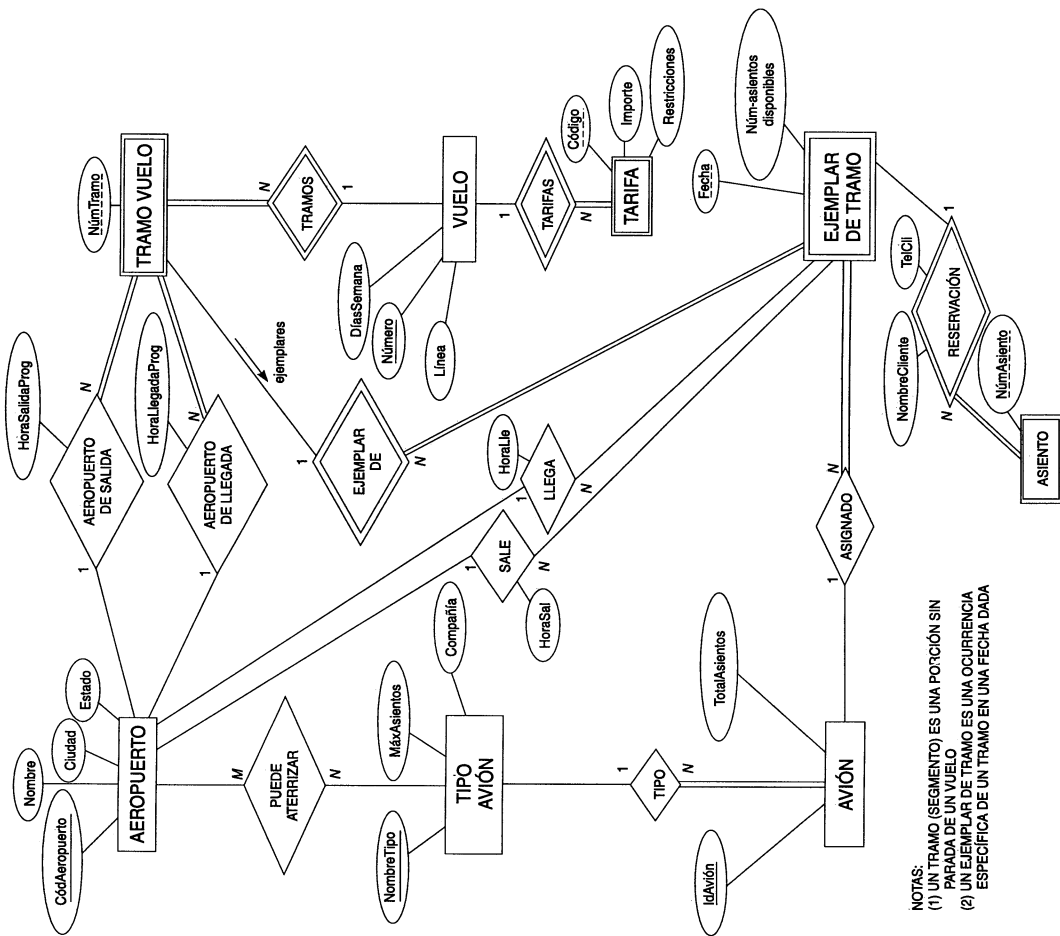 Nombre
CódAeropuerto
Ciudad
Estado
AEROPUERTO
1
AEROPUERTO
DE SALIDA
HoraSalidaProg
N
1
AEROPUERTO
DE LLEGADA
HoraLlegadaProg
N
NúmTramo
TRAMO VUELO
N
TRAMOS
1
VUELO
DíasSemana
Número
Línea
1
TARIFAS
N
TARIFA
Código
Importe
Restricciones
ejemplares
1
EJEMPLAR
DE
N
M
PUEDE
ATERRIZAR
N
1
SALE
N
HoraSal
1
LLEGA
N
HoraLle
NombreTipo
MáxAsientos
Compañía
TIPO
AVIÓN
1
TIPO
N
IdAvión
TotalAsientos
AVIÓN
1
ASIGNADO
N
Fecha
Núm-asientos
disponibles
EJEMPLAR
DE TRAMO
1
NombreCliente
TelCli
RESERVACIÓN
N
NúmAsiento
ASIENTO
NOTAS:
(1) UN TRAMO (SEGMENTO) ES UNA PORCIÓN SIN
PARADA DE UN VUELO
(2) UN EJEMPLAR DE TRAMO ES UNA OCURRENCIA
ESPECÍFICA DE UN TRAMO EN UNA FECHA DADA